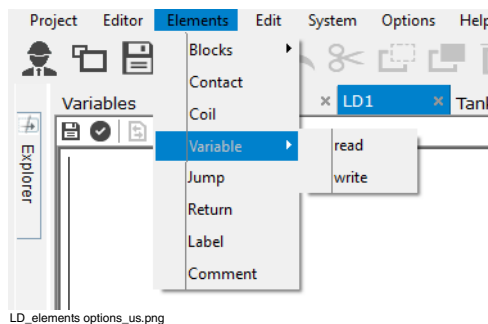 Project Editor Elements Edit System Options Help
Blocks
Contact
Coil
Variable
Jump
Return
Label
Comment
read
write
Variables
LD1
Explorer
LD_elements options_us.png